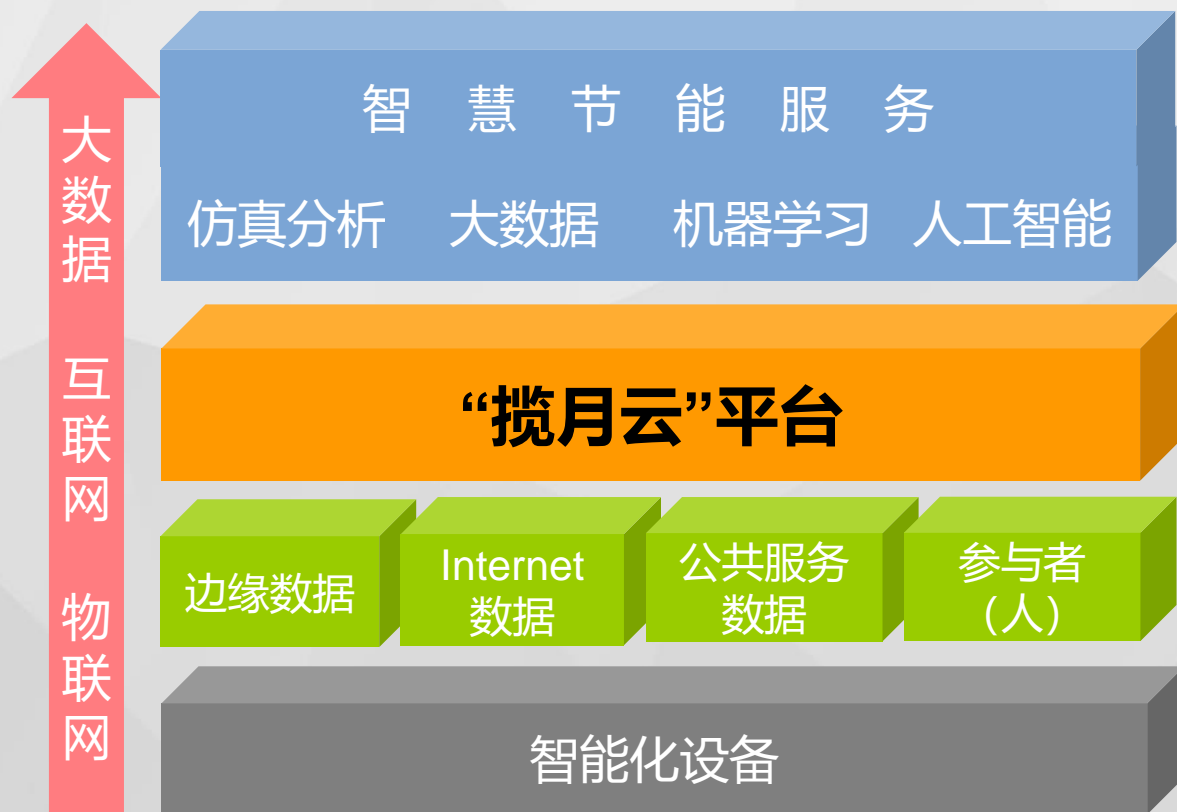 智慧节能服务
仿真分析 大数据 机器学习 人工智能
“揽月云”平台
边缘数据
Internet
数据
公共服务
数据
参与者
（人）
智能化设备
大数据 互联网 物联网